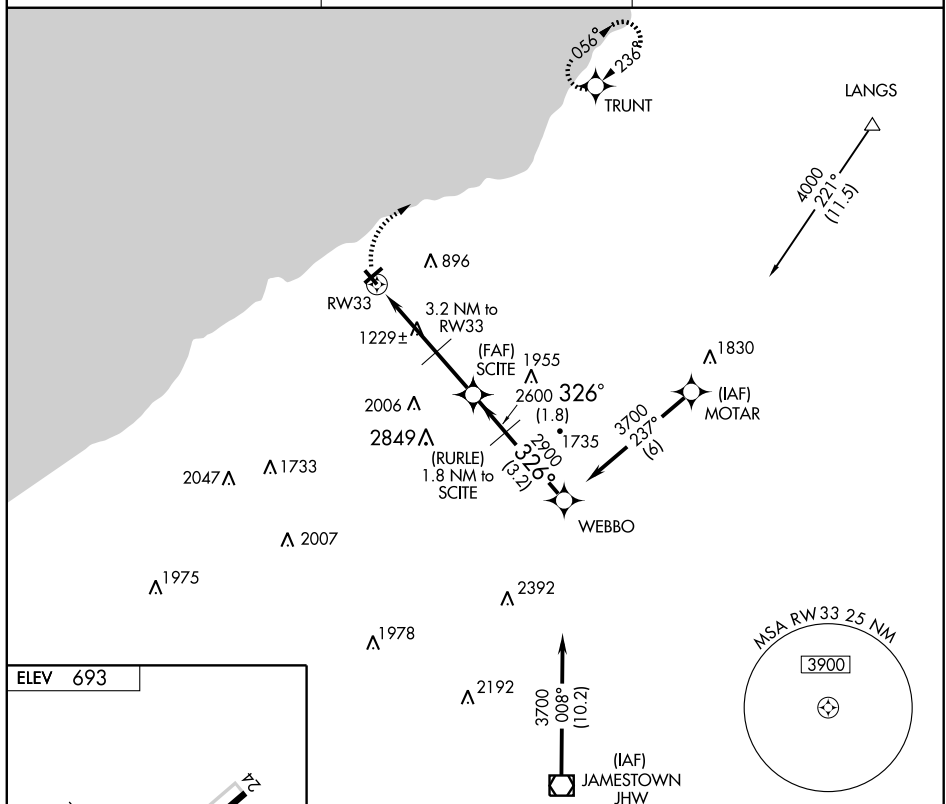 056°
236°
TRUNT
LANGS
4000
221°
(11.5)
896
RW33
3.2 NM to
RW33
1229±
(FAF)
SCITE
1955
1830
2600 326°
(1.8)
(IAF)
MOTAR
2006
3700
237°
(6)
1735
2849
2900
326°
(3.2)
(RURLE)
1.8 NM to
SCITE
2047
1733
WEBBO
2007
1975
2392
1978
MSA RW33 25 NM
3900
ELEV 693
2192
3700
008°
(10.2)
24
(IAF)
JAMESTOWN
JHW